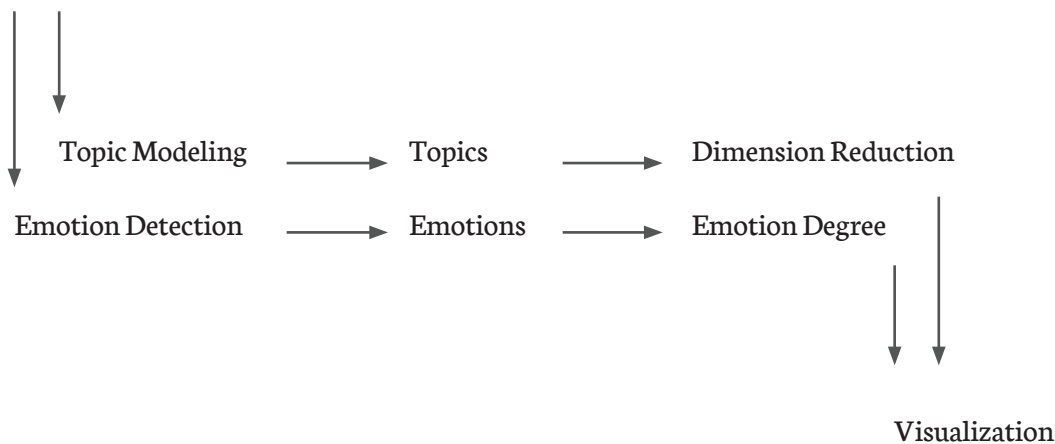 Topic Modeling Topics Dimension Reduction
Emotion Detection Emotions Emotion Degree
Visualization